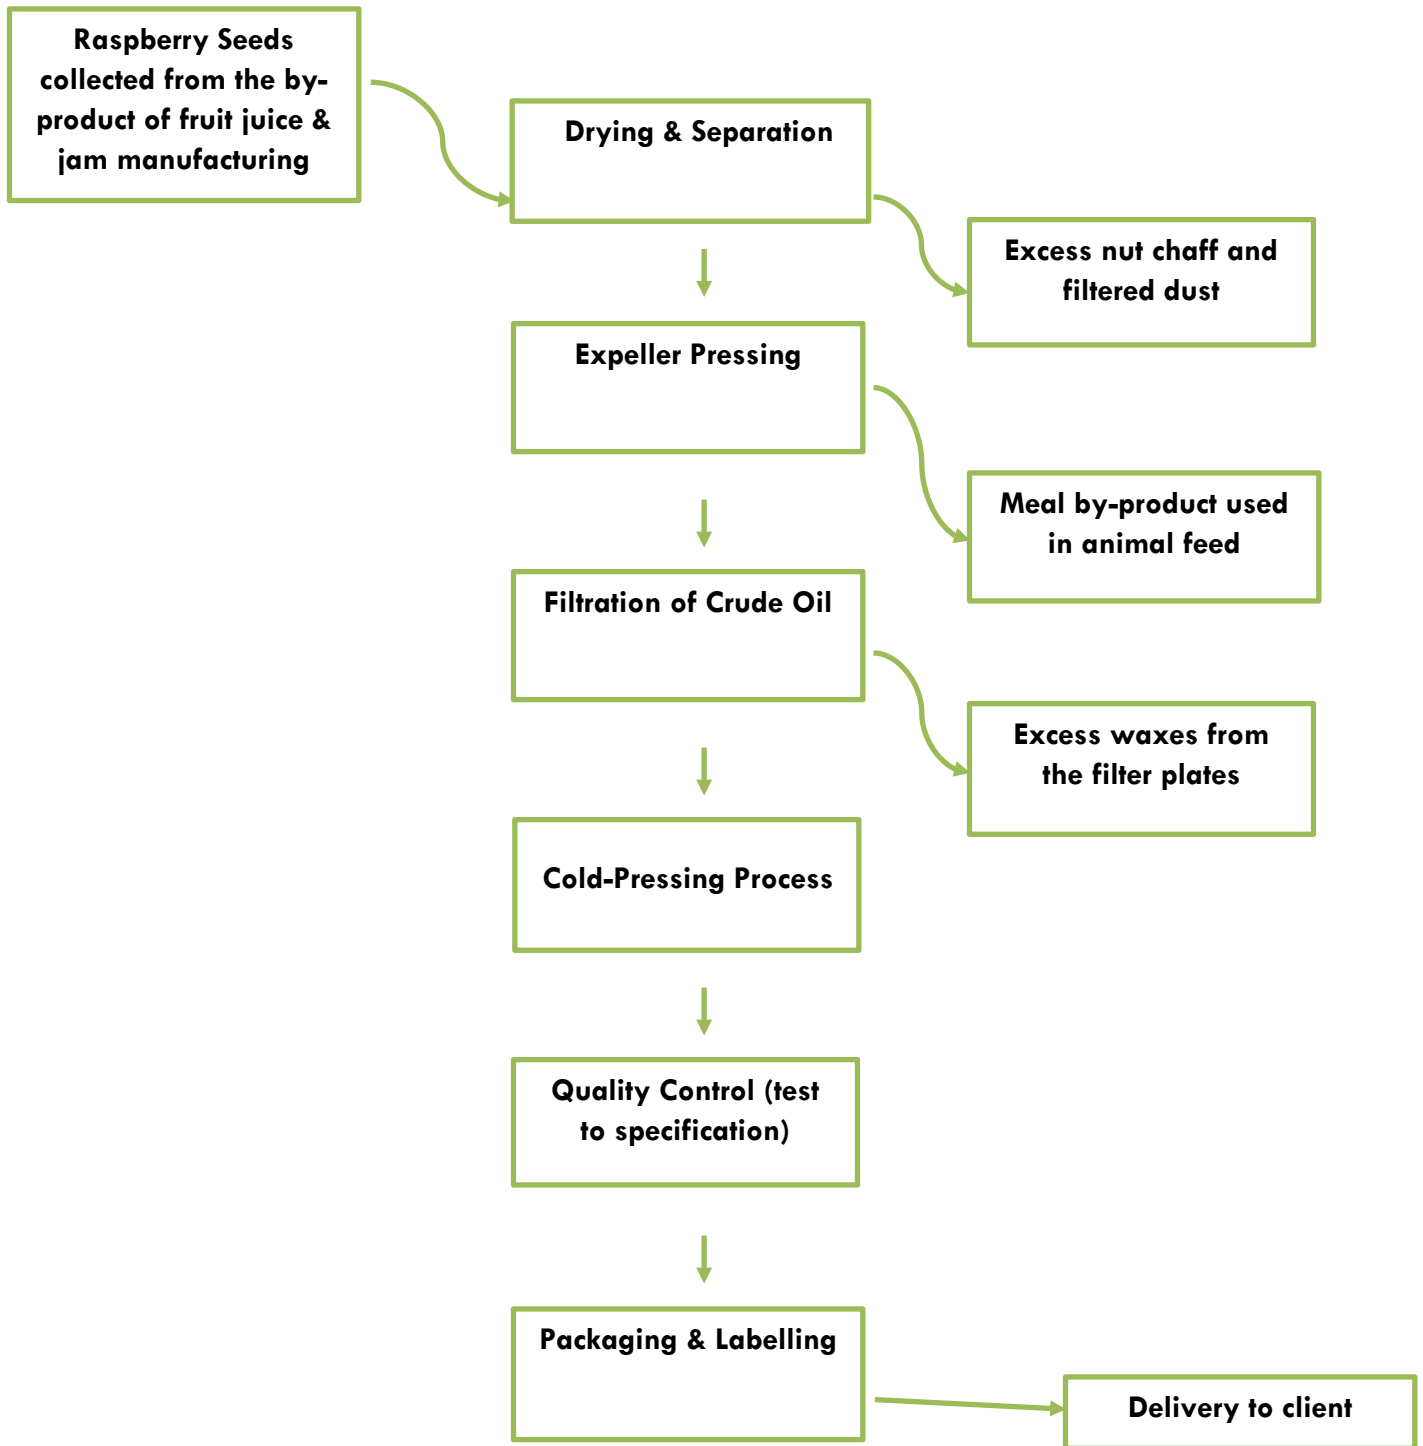 Raspberry Seeds
collected from the by-
product of fruit juice &
jam manufacturing
Drying & Separation
Excess nut chaff and
filtered dust
Expeller Pressing
Meal by-product used
in animal feed
Filtration of Crude Oil
Excess waxes from
the filter plates
Cold-Pressing Process
Quality Control (test
to specification)
Packaging & Labelling
Delivery to client